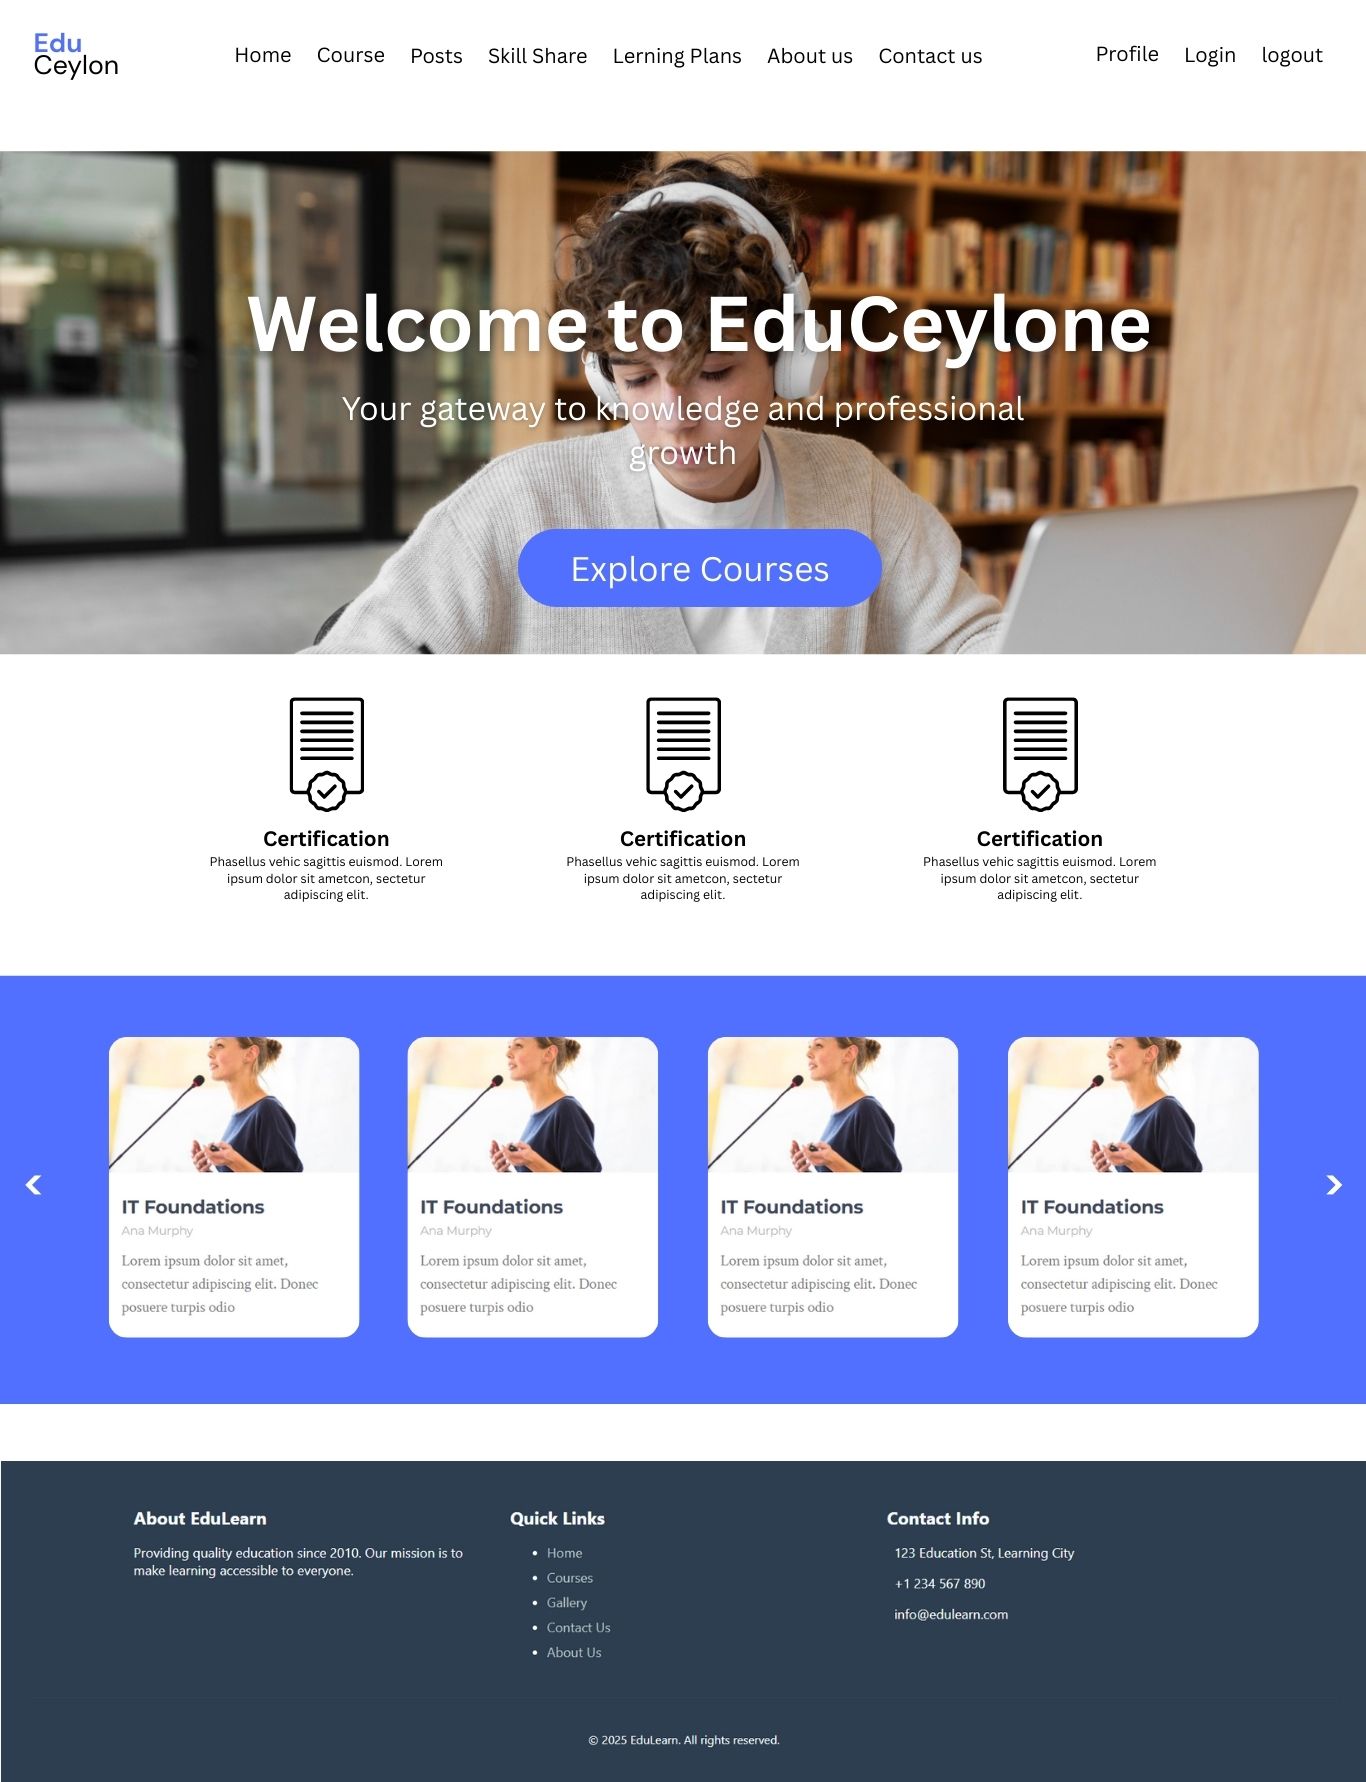 Edu
Ceylon
Home Course Posts Skill Share Lerning Plans About us Contact us Profile Login logout
Welcome to EduCeylone
Your gateway to knowledge and professional
growth
Explore Courses
Certification
Phasellus vehic sagittis euismod. Lorem
ipsum dolor sit ametcon, sectetur
adipiscing elit.
Certification
Phasellus vehic sagittis euismod. Lorem
ipsum dolor sit ametcon, sectetur
adipiscing elit.
Certification
Phasellus vehic sagittis euismod. Lorem
ipsum dolor sit ametcon, sectetur
adipiscing elit.
IT Foundations
Ana Murphy
Lorem ipsum dolor sit amet,
consectetur adipiscing elit. Donec
posuere turpis odio
IT Foundations
Ana Murphy
Lorem ipsum dolor sit amet,
consectetur adipiscing elit. Donec
posuere turpis odio
IT Foundations
Ana Murphy
Lorem ipsum dolor sit amet,
consectetur adipiscing elit. Donec
posuere turpis odio
IT Foundations
Ana Murphy
Lorem ipsum dolor sit amet,
consectetur adipiscing elit. Donec
posuere turpis odio
About EduLearn
Providing quality education since 2010. Our mission is to
make learning accessible to everyone.
Quick Links
• Home
• Courses
• Gallery
• Contact Us
• About Us
Contact Info
123 Education St, Learning City
+1 234 567 890
info@edulearn.com
© 2025 EduLearn. All rights reserved.